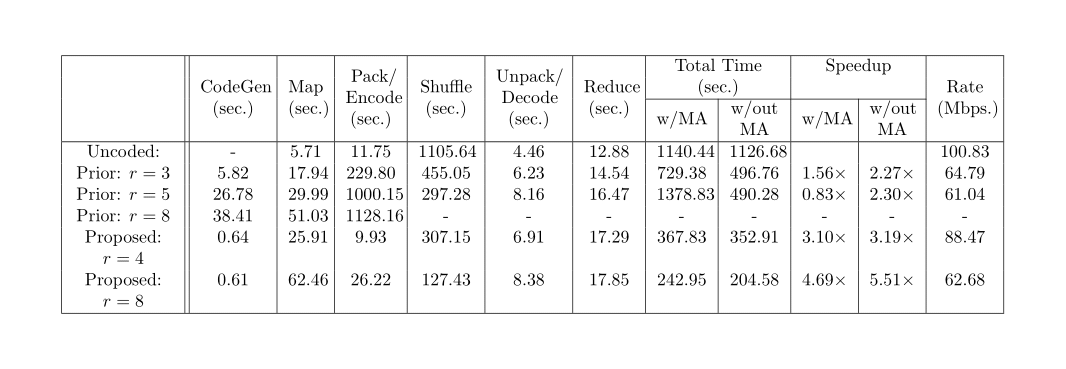 CodeGen (sec.) Map (sec.) Pack/ Encode (sec.) Shuffle (sec.) Unpack/ Decode (sec.) Reduce (sec.) Total Time (sec.) Speedup Rate (Mbps.)
w/MA w/out MA w/MA w/out MA
Uncoded: - 5.71 11.75 1105.64 4.46 12.88 1140.44 1126.68 100.83
Prior: r = 3 5.82 17.94 229.80 455.05 6.23 14.54 729.38 496.76 1.56× 2.27× 64.79
Prior: r = 5 26.78 29.99 1000.15 297.28 8.16 16.47 1378.83 490.28 0.83× 2.30× 61.04
Prior: r = 8 38.41 51.03 1128.16 - - - - - - - -
Proposed: 0.64 25.91 9.93 307.15 6.91 17.29 367.83 352.91 3.10× 3.19× 88.47
r = 4
Proposed: 0.61 62.46 26.22 127.43 8.38 17.85 242.95 204.58 4.69× 5.51× 62.68
r = 8